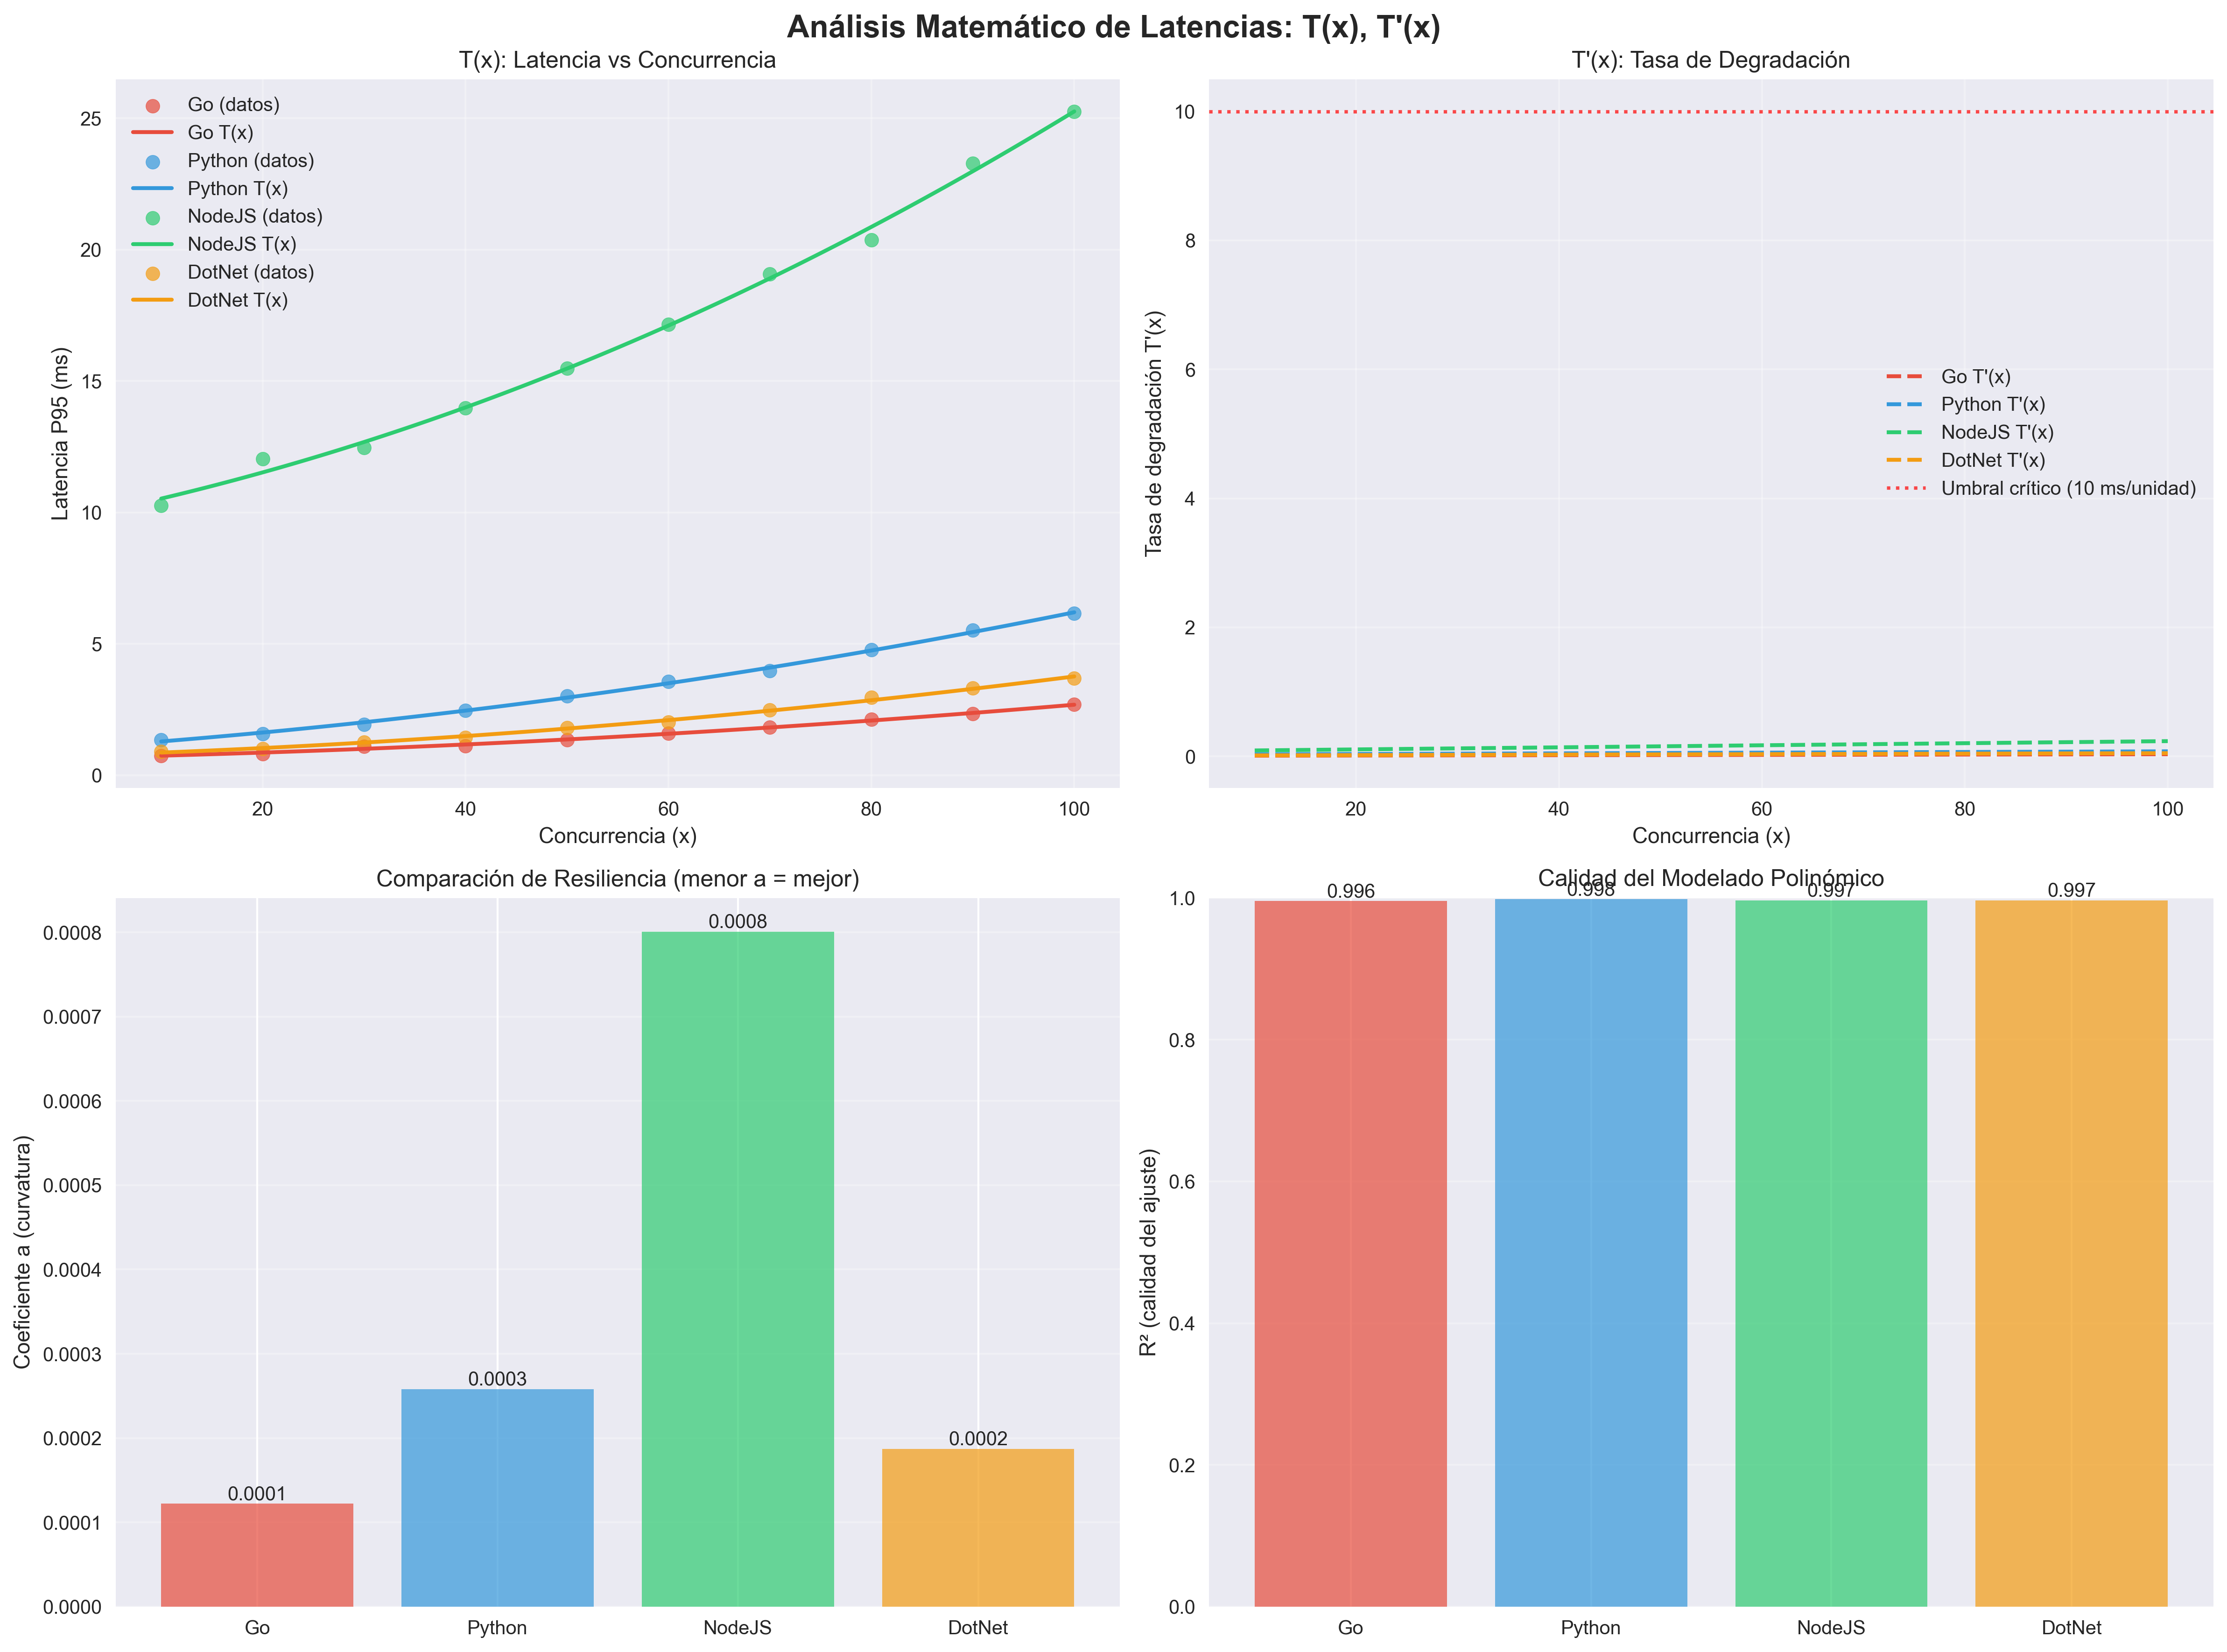 Análisis Matemático de Latencias: T(x), T'(x)
T(x): Latencia vs Concurrencia
Latencia P95 (ms)
25
20
15
10
5
0
Go (datos)
Go T(x)
Python (datos)
Python T(x)
NodeJS (datos)
NodeJS T(x)
DotNet (datos)
DotNet T(x)
20 40 60 80 100
Concurrencia (x)
T'(x): Tasa de Degradación
Tasa de degradación T'(x)
10
8
6
4
2
0
Go T'(x)
Python T'(x)
NodeJS T'(x)
DotNet T'(x)
Umbral crítico (10 ms/unidad)
20 40 60 80 100
Concurrencia (x)
Comparación de Resiliencia (menor a = mejor)
Coeficiente a (curvatura)
0.0008
0.0007
0.0006
0.0005
0.0004
0.0003
0.0002
0.0001
0.0000
0.0001 0.0003 0.0008 0.0002
Go Python NodeJS DotNet
Calidad del Modelado Polinómico
R² (calidad del ajuste)
1.0
0.8
0.6
0.4
0.2
0.0
0.996 0.998 0.997 0.997
Go Python NodeJS DotNet